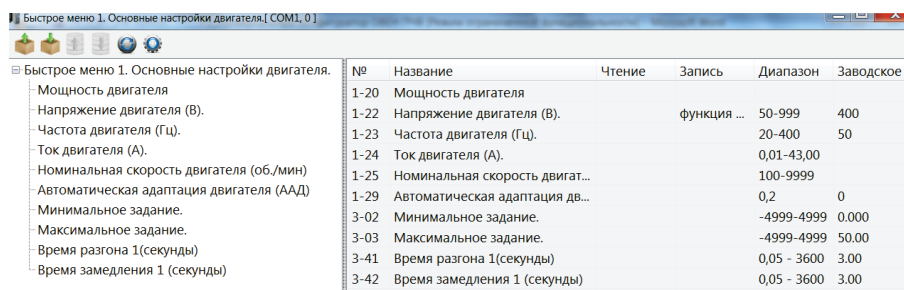 Быстрое меню 1. Основные настройки двигателя.[ COM1, 0 ]
Быстрое меню 1. Основные настройки двигателя.
Мощность двигателя
Напряжение двигателя (В).
Частота двигателя (Гц).
Ток двигателя (А).
Номинальная скорость двигателя (об./мин)
Автоматическая адаптация двигателя (ААД)
Минимальное задание.
Максимальное задание.
Время разгона 1(секунды)
Время замедления 1 (секунды)
№ Название Чтение Запись Диапазон Заводское
1-20 Мощность двигателя
1-22 Напряжение двигателя (В). функция ... 50-999 400
1-23 Частота двигателя (Гц). 20-400 50
1-24 Ток двигателя (А). 0,01-43,00
1-25 Номинальная скорость двигат... 100-9999
1-29 Автоматическая адаптация дв... 0,2 0
3-02 Минимальное задание. -4999-4999 0.000
3-03 Максимальное задание. -4999-4999 50.00
3-41 Время разгона 1(секунды) 0,05 - 3600 3.00
3-42 Время замедления 1 (секунды) 0,05 - 3600 3.00